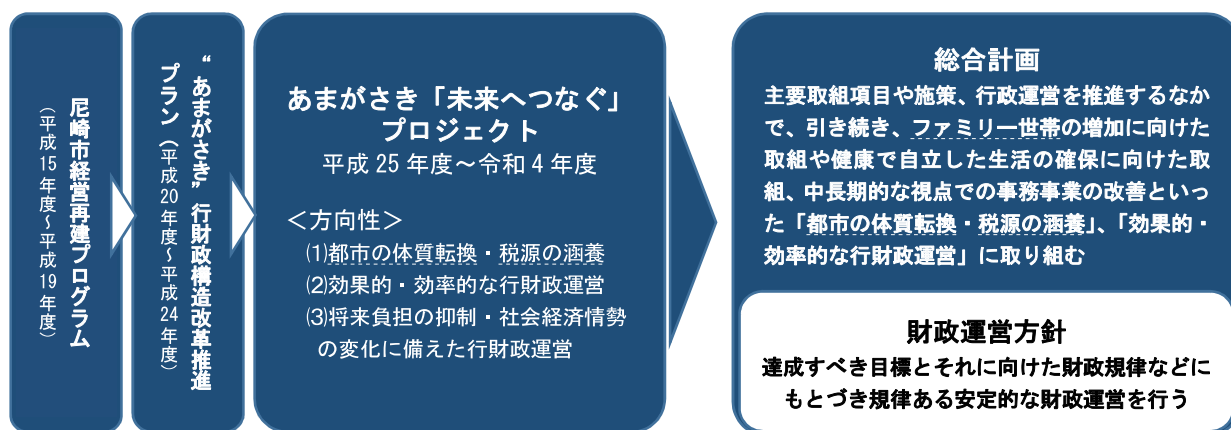 尼崎市経営再建プログラム
（平成15年度～平成19年度）
“あまがさき”行財政構造改革推進
プラン（平成20年度～平成24年度）
あまがさき「未来へつなぐ」
プロジェクト
平成25年度～令和4年度
＜方向性＞
⑴都市の体質転換・税源の涵養
⑵効果的・効率的な行財政運営
⑶将来負担の抑制・社会経済情勢
の変化に備えた行財政運営
総合計画
主要取組項目や施策、行政運営を推進するなか
で、引き続き、ファミリー世帯の増加に向けた
取組や健康で自立した生活の確保に向けた取
組、中長期的な視点での事務事業の改善といっ
た「都市の体質転換・税源の涵養」、「効果的・
効率的な行財政運営」に取り組む
財政運営方針
達成すべき目標とそれに向けた財政規律などに
もとづき規律ある安定的な財政運営を行う